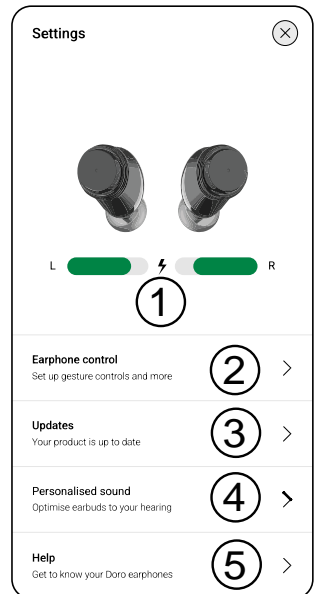 Settings
L R
1
Earphone control
Set up gesture controls and more
2
Updates
Your product is up to date
3
Personalised sound
Optimise earbuds to your hearing
4
Help
Get to know your Doro earphones
5